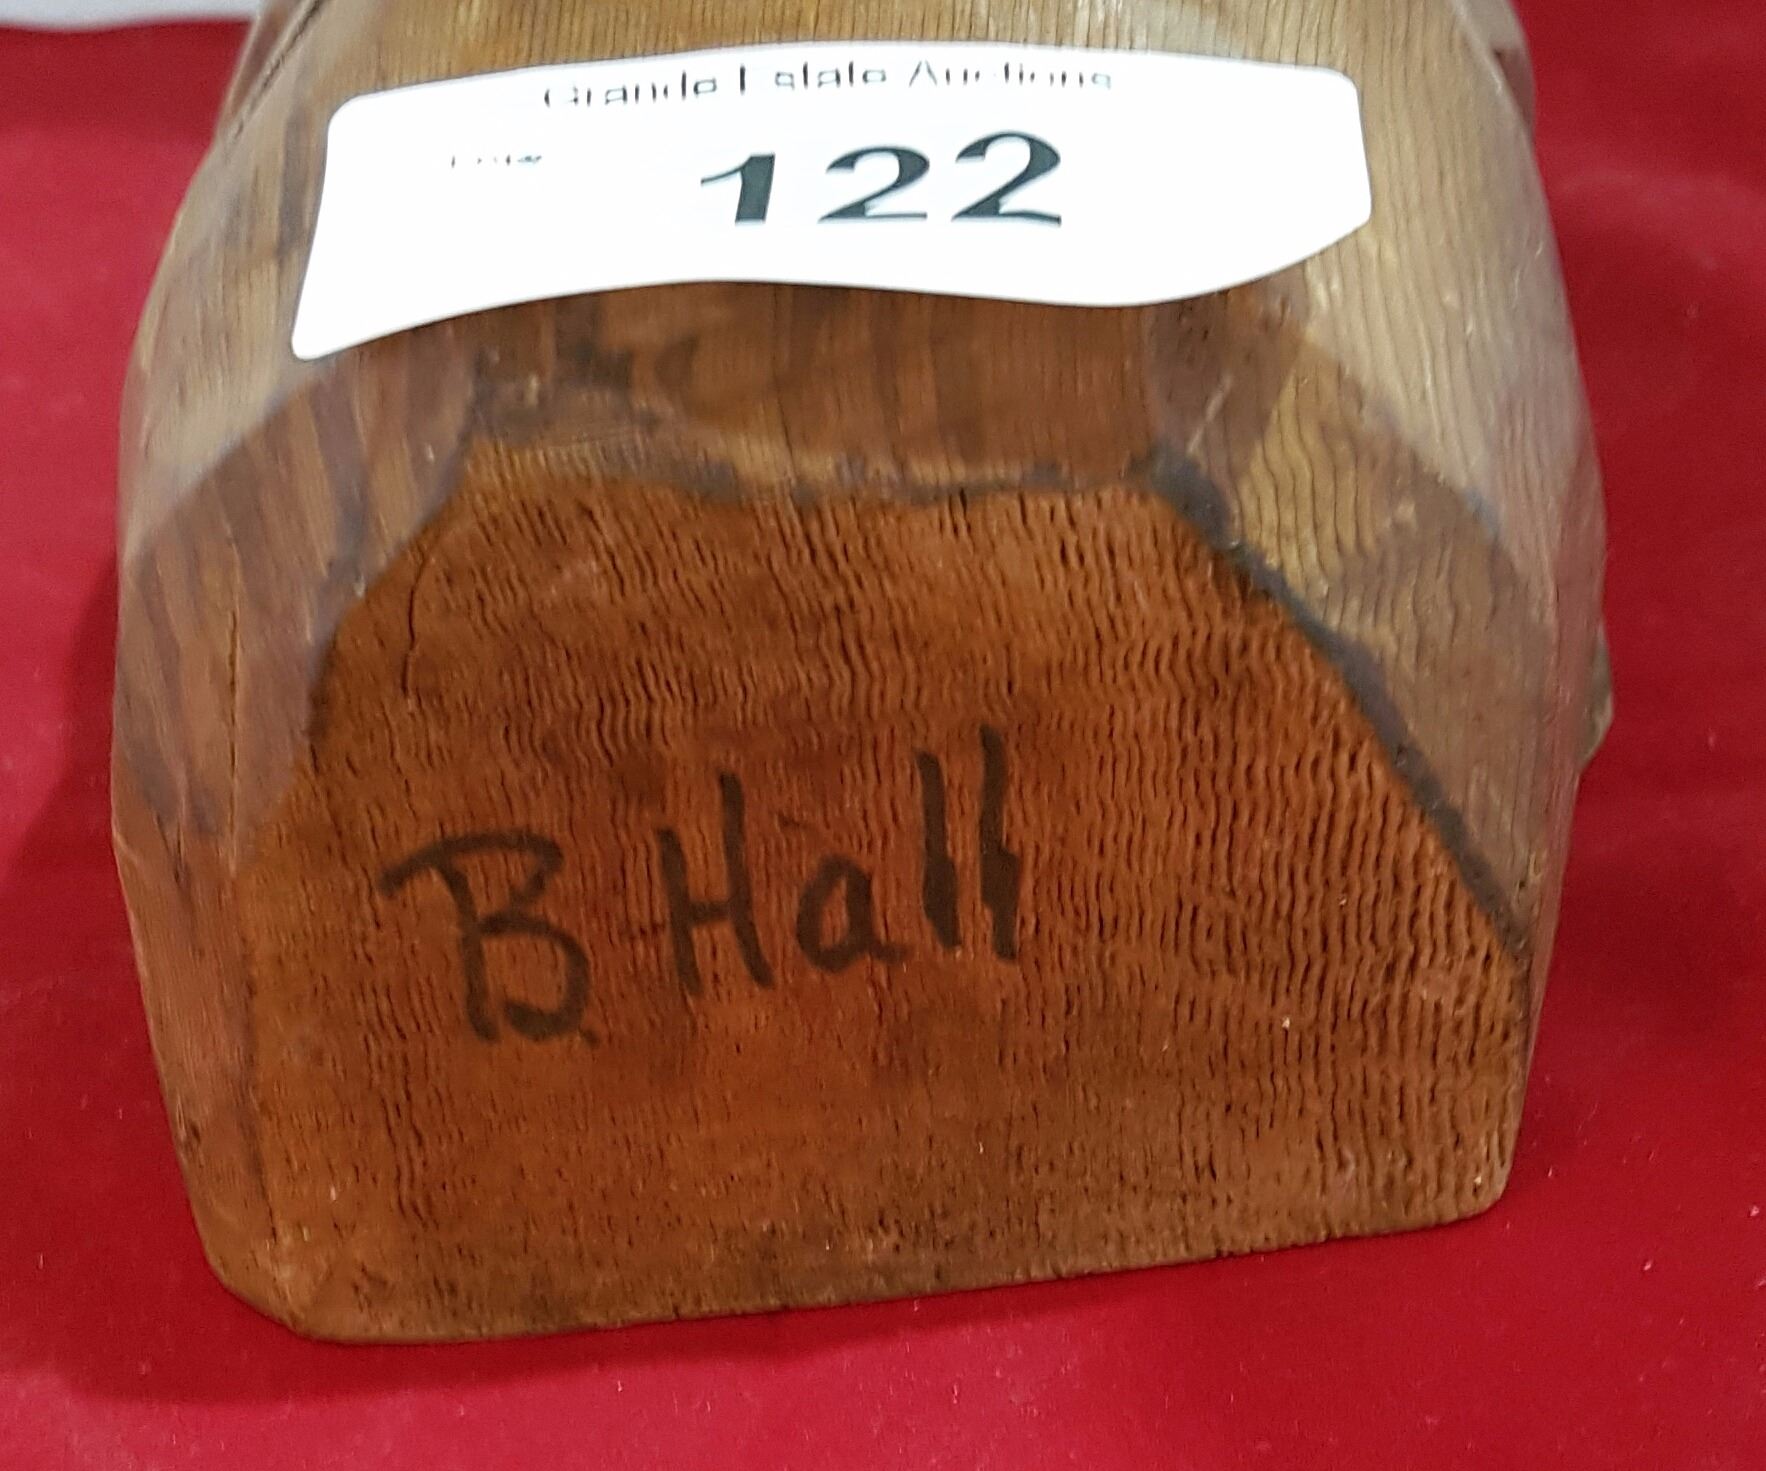 Grande Estate Auctions
122
B. Hall